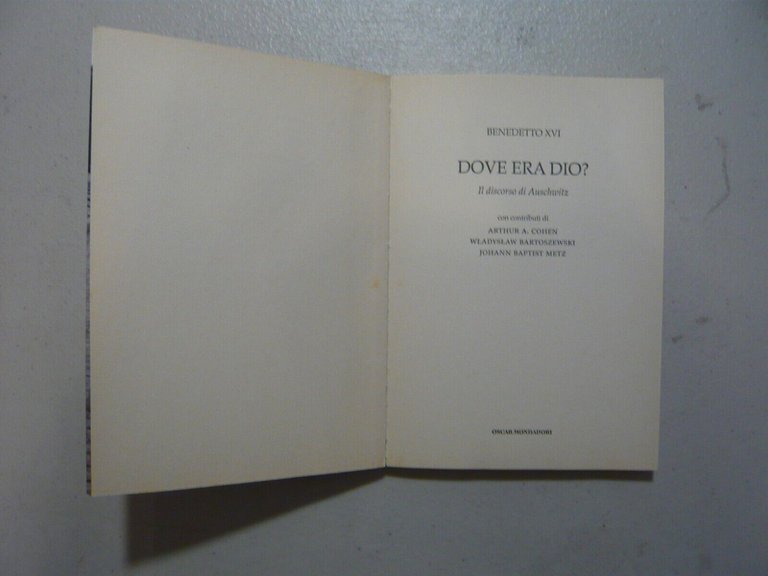 BENEDETTO XVI
DOVE ERA DIO?
Il discorso di Auschwitz
con contributi di
ARTHUR A. COHEN
WŁADYSŁAW BARTOSZEWSKI
JOHANN BAPTIST METZ
OSCAR MONDADORI